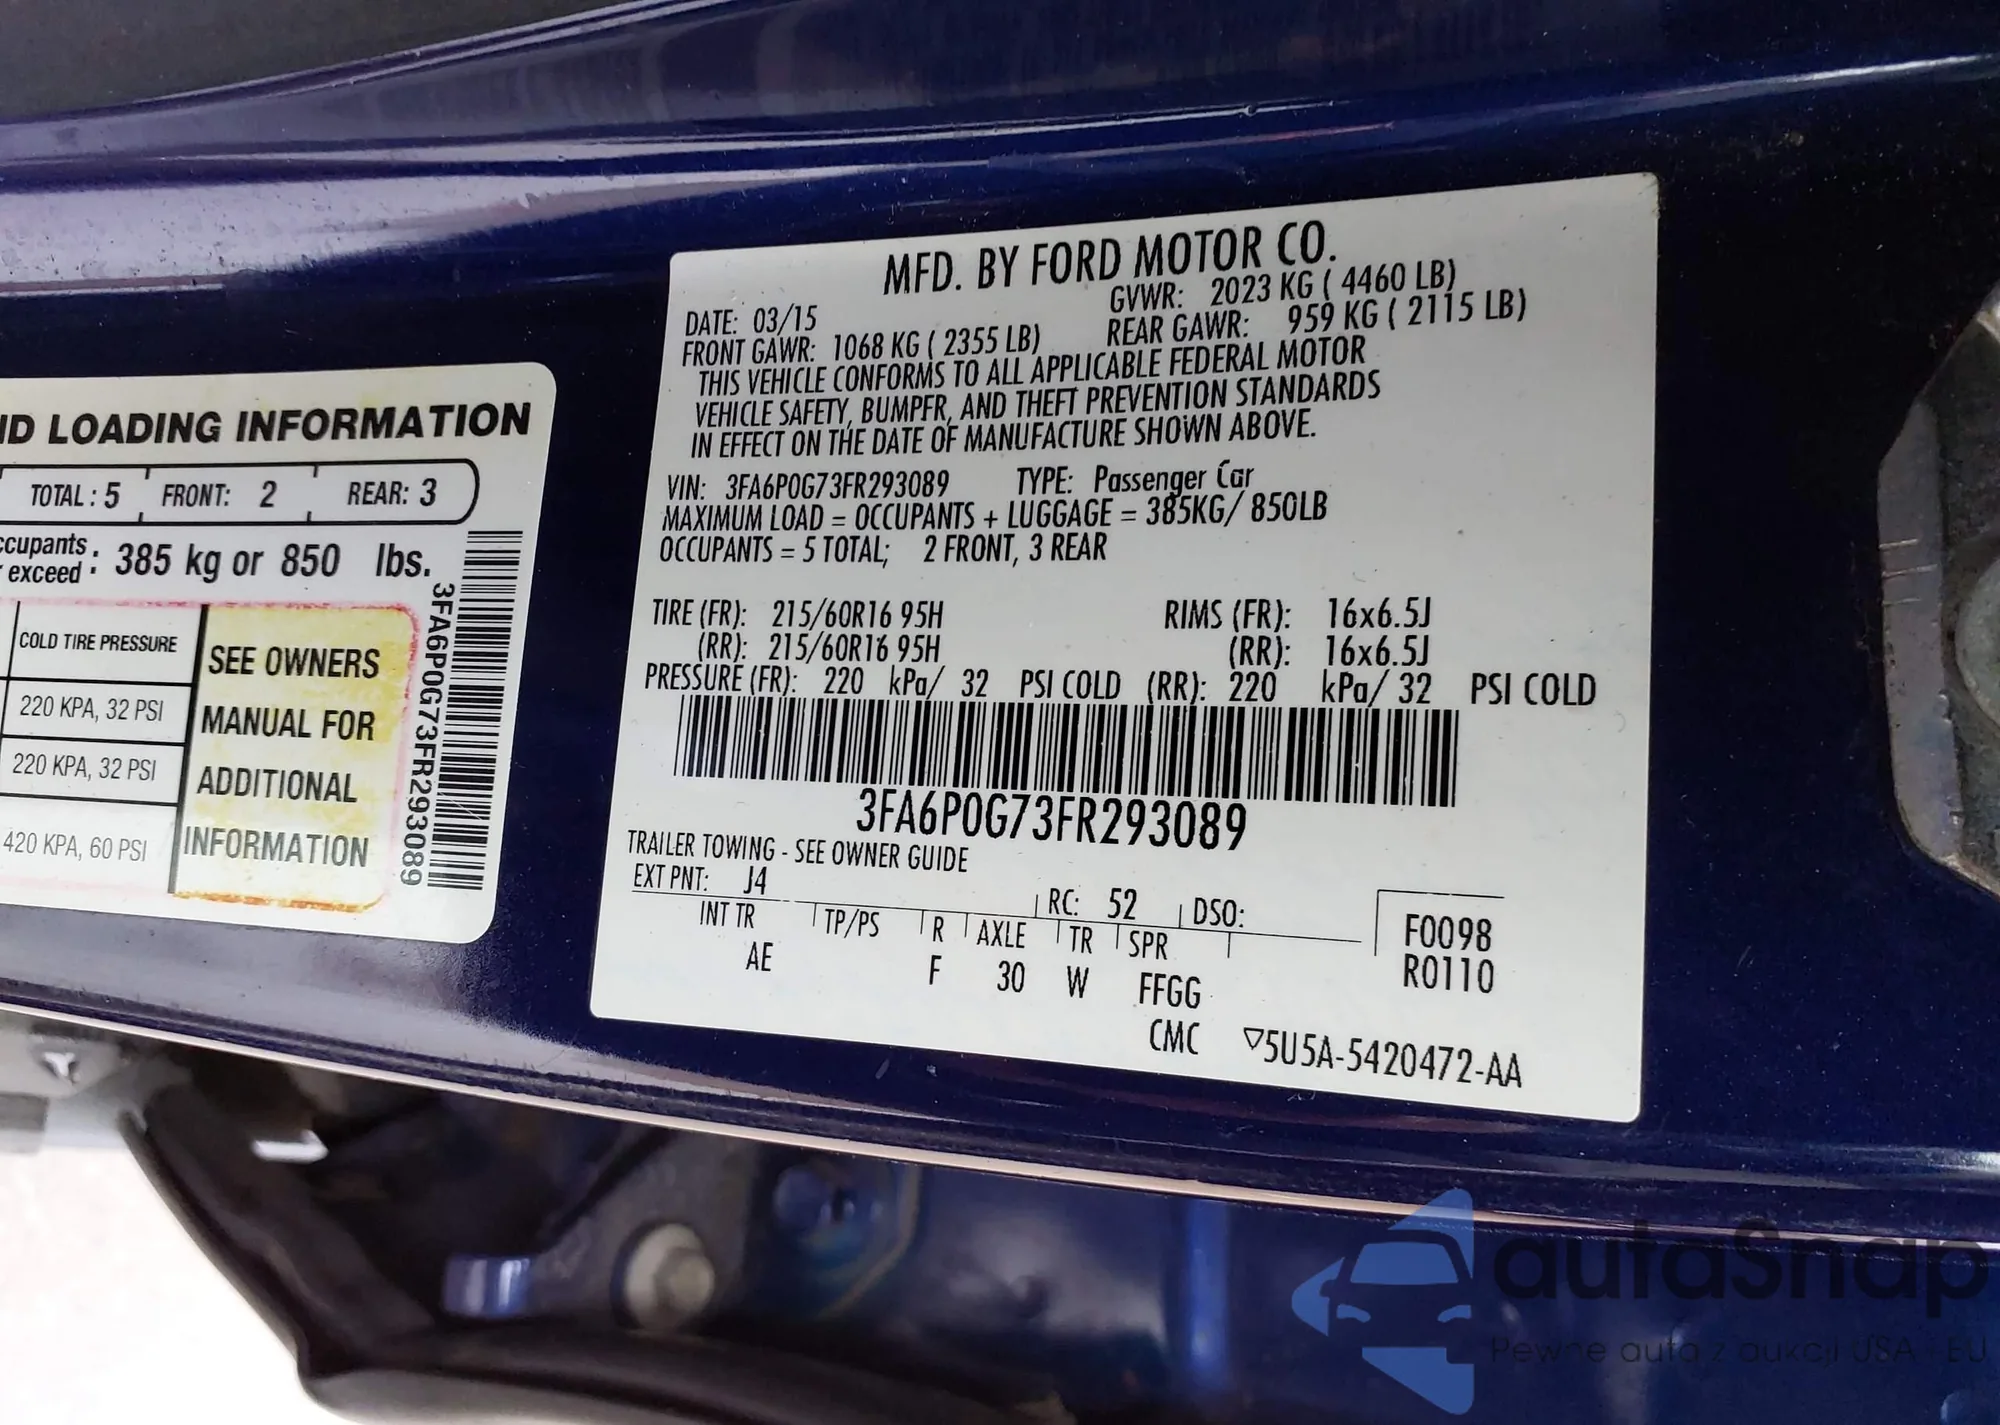 MFD. BY FORD MOTOR CO.
DATE: 03/15 GVWR: 2023 KG ( 4460 LB)
FRONT GAWR: 1068 KG ( 2355 LB) REAR GAWR: 959 KG ( 2115 LB)
THIS VEHICLE CONFORMS TO ALL APPLICABLE FEDERAL MOTOR
VEHICLE SAFETY, BUMPER, AND THEFT PREVENTION STANDARDS
IN EFFECT ON THE DATE OF MANUFACTURE SHOWN ABOVE.
VIN: 3FA6P0G73FR293089 TYPE: Passenger Car
MAXIMUM LOAD = OCCUPANTS + LUGGAGE = 385KG/ 850LB
OCCUPANTS = 5 TOTAL; 2 FRONT, 3 REAR
TIRE (FR): 215/60R16 95H RIMS (FR): 16x6.5J
(RR): 215/60R16 95H (RR): 16x6.5J
PRESSURE (FR): 220 kPa/ 32 PSI COLD (RR): 220 kPa/ 32 PSI COLD
3FA6P0G73FR293089
TRAILER TOWING - SEE OWNER GUIDE
EXT PNT: J4 RC: 52 DSO:
INT TR TP/PS R AXLE TR SPR
AE F 30 W FFGG
CMC
F0098
R0110
▽5U5A-5420472-AA
ND LOADING INFORMATION
TOTAL : 5 FRONT: 2 REAR: 3
ccupants
exceed : 385 kg or 850 lbs.
COLD TIRE PRESSURE
220 KPA, 32 PSI
220 KPA, 32 PSI
420 KPA, 60 PSI
SEE OWNERS
MANUAL FOR
ADDITIONAL
INFORMATION
3FA6P0G73FR293089
autaSnap
Pewne auta z aukcji USA - EU